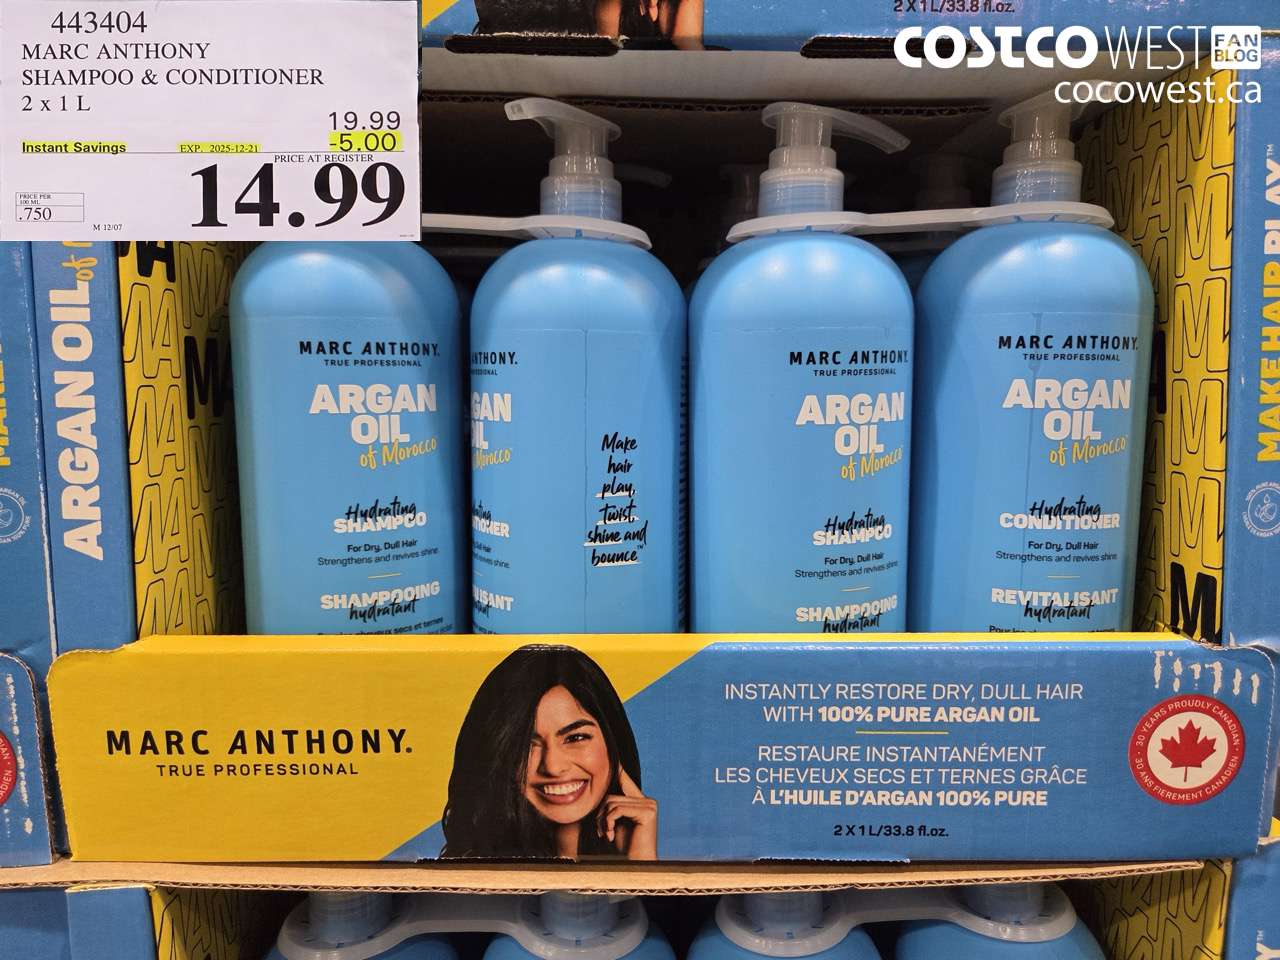 443404
MARC ANTHONY
SHAMPOO & CONDITIONER
2 x 1 L
19.99
Instant Savings EXP. 2025-12-21 -5.00
PRICE AT REGISTER
14.99
PRICE PER
100 ML
.750
M 12/07
2 X 1 L/33.8 fl.oz.
COSTCO WEST FAN BLOG
cocowest.ca
ARGAN OIL of
MAKE HAIR PLAY™
MARC ANTHONY.
TRUE PROFESSIONAL
ARGAN
OIL
of Morocco
Hydrating
SHAMPOO
For Dry, Dull Hair
Strengthens and revives shine.
SHAMPOOING
hydratant
Make
hair
play,
twist,
shine and
bounce™
MARC ANTHONY.
TRUE PROFESSIONAL
ARGAN
OIL
of Morocco
Hydrating
SHAMPOO
For Dry, Dull Hair
Strengthens and revives shine.
SHAMPOOING
hydratant
MARC ANTHONY.
TRUE PROFESSIONAL
ARGAN
OIL
of Morocco
Hydrating
CONDITIONER
For Dry, Dull Hair
Strengthens and revives shine.
REVITALISANT
hydratant
MARC ANTHONY.
TRUE PROFESSIONAL
INSTANTLY RESTORE DRY, DULL HAIR
WITH 100% PURE ARGAN OIL
RESTAURE INSTANTANÉMENT
LES CHEVEUX SECS ET TERNES GRÂCE
À L'HUILE D'ARGAN 100% PURE
2 X 1 L/33.8 fl.oz.
30 YEARS PROUDLY CANADIAN
30 ANS FIEREMENT CANADIEN